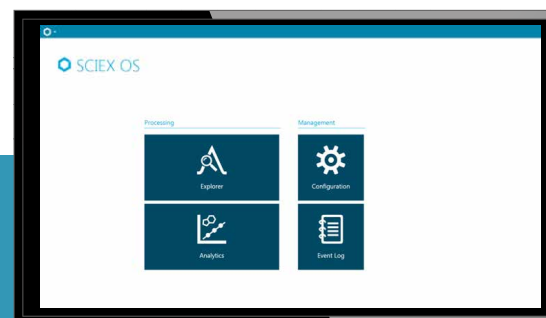 SCIEX OS
Processing
Management
Explorer
Configuration
Analytics
Event Log